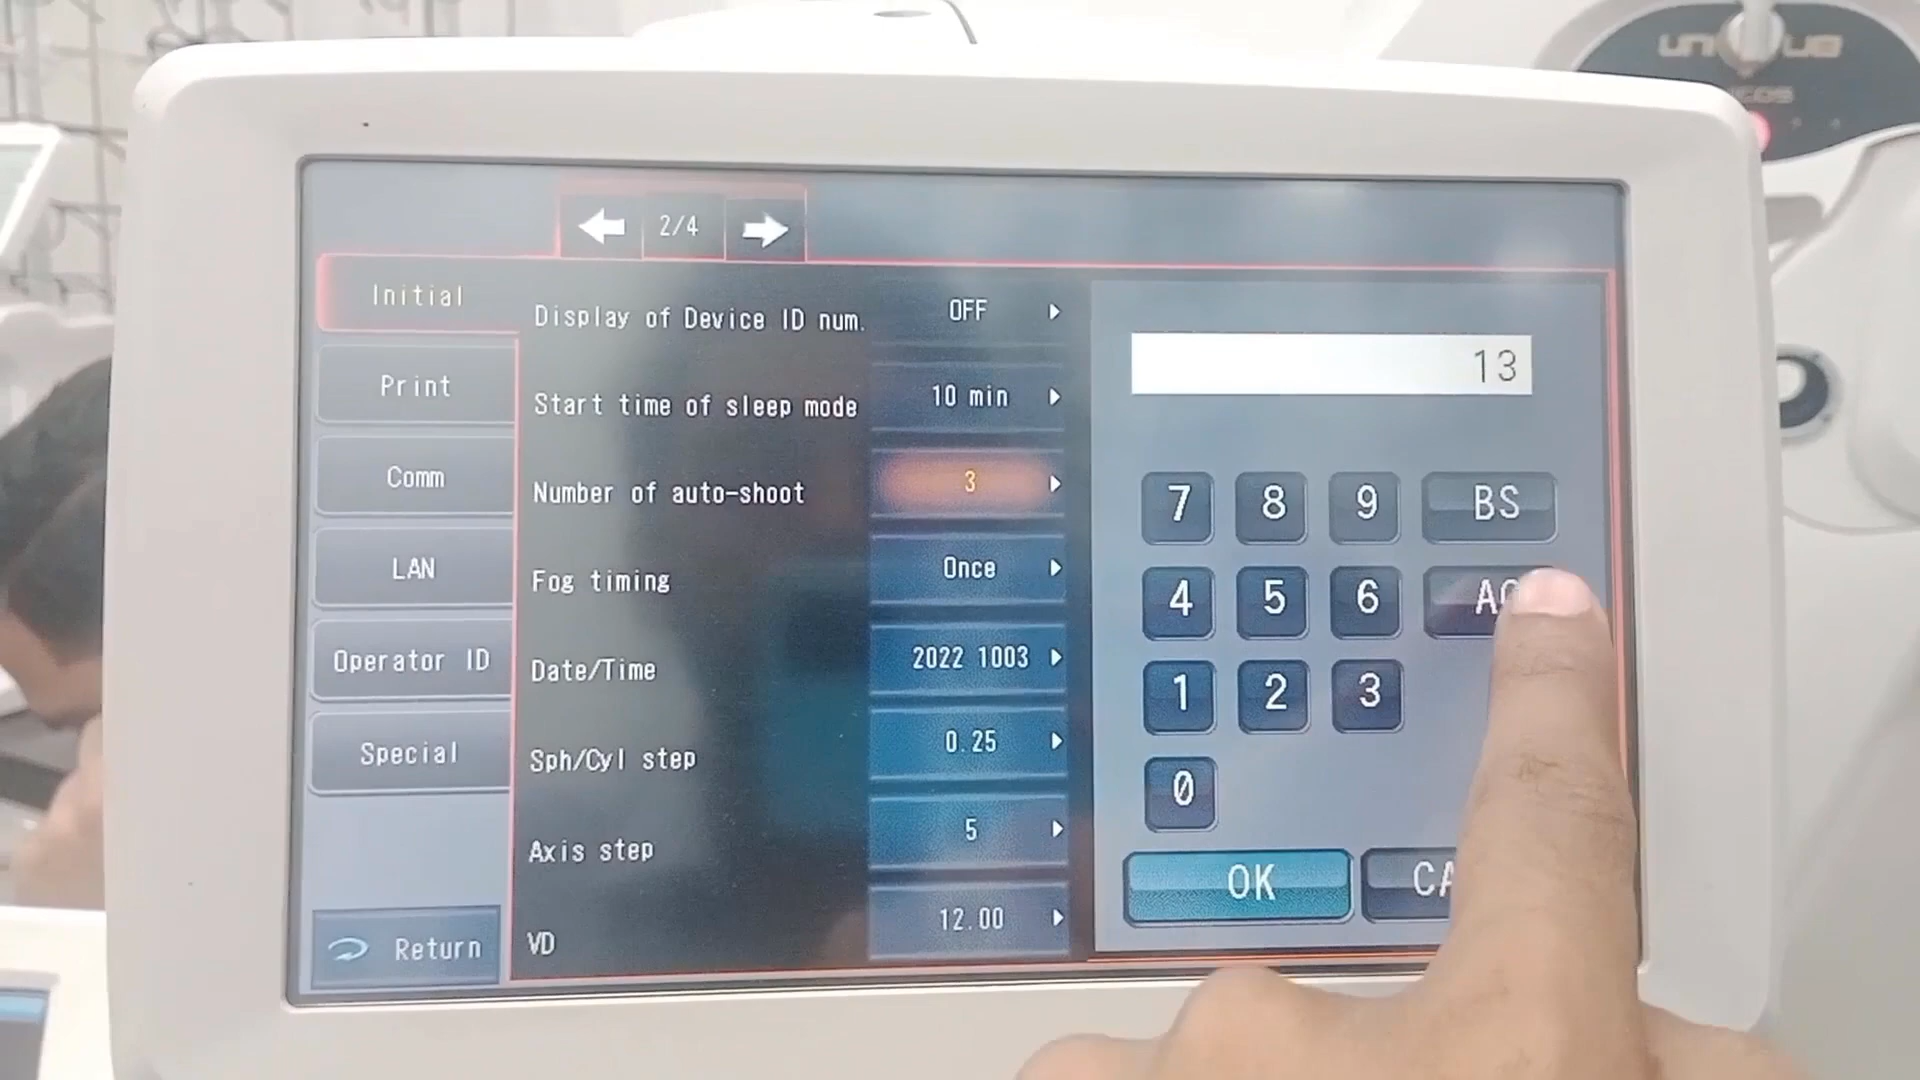 2/4
Initial
Print
Comm
LAN
Operator ID
Special
Return
Display of Device ID num. OFF
Start time of sleep mode 10 min
Number of auto-shoot 3
Fog timing Once
Date/Time 2022 1003
Sph/Cyl step 0.25
Axis step 5
VD 12.00
13
7 8 9 BS
4 5 6
1 2 3
0
OK